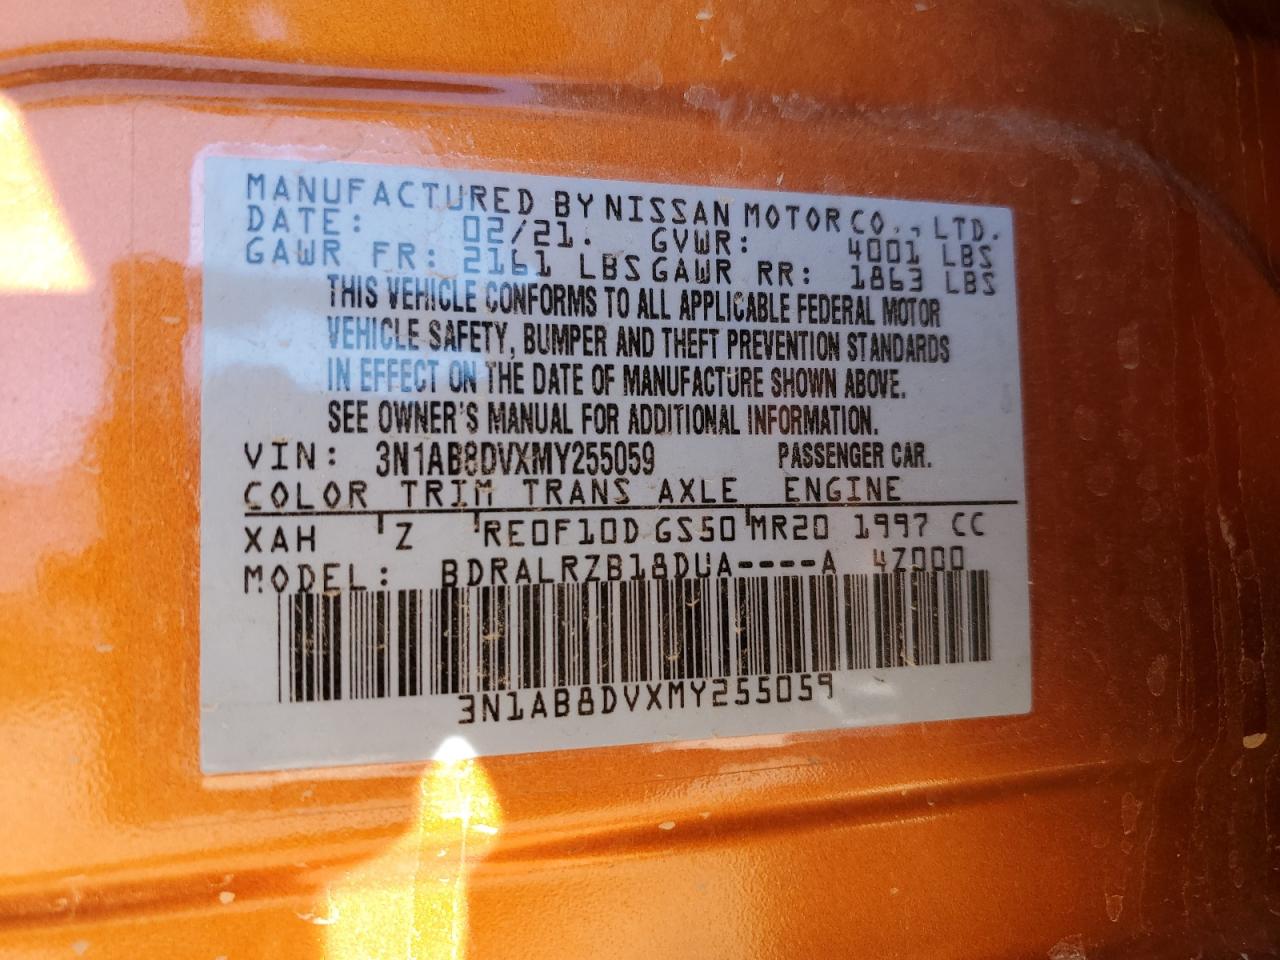 MANUFACTURED BY NISSAN MOTOR CO., LTD.
DATE: 02/21. GVWR: 4001 LBS
GAWR FR: 2161 LBS GAWR RR: 1863 LBS
THIS VEHICLE CONFORMS TO ALL APPLICABLE FEDERAL MOTOR
VEHICLE SAFETY, BUMPER AND THEFT PREVENTION STANDARDS
IN EFFECT ON THE DATE OF MANUFACTURE SHOWN ABOVE.
SEE OWNER'S MANUAL FOR ADDITIONAL INFORMATION.
VIN: 3N1AB8DVXMY255059 PASSENGER CAR.
COLOR TRIM TRANS AXLE ENGINE
XAH Z RE0F10D GS50 MR20 1997 CC
MODEL: BDRALRZB18DUA----A 4Z000
3N1AB8DVXMY255059